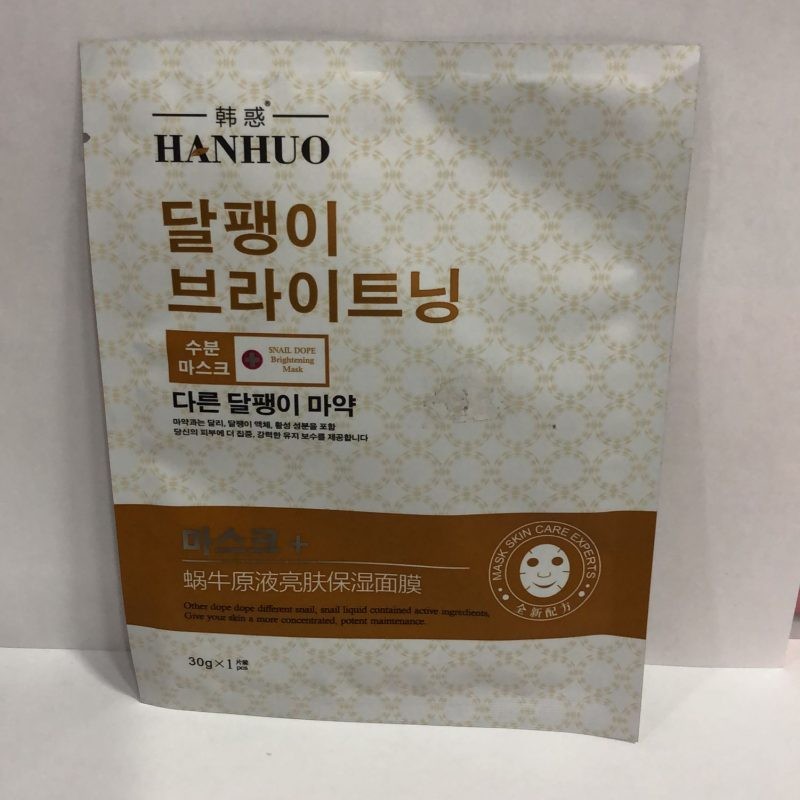 韩惑®
HANHUO
달팽이
브라이트닝
수분
마스크
SNAIL DOPE
Brightening
Mask
다른 달팽이 마약
마약과는 달리, 달팽이 액체, 활성 성분을 포함
당신의 피부에 더 집중, 강력한 유지 보수를 제공합니다
마스크 +
蜗牛原液亮肤保湿面膜
Other dope dope different snail, snail liquid contained active ingredients,
Give your skin a more concentrated, potent maintenance.
MASK SKIN CARE EXPERTS
全新配方
30g×1片装
pcs